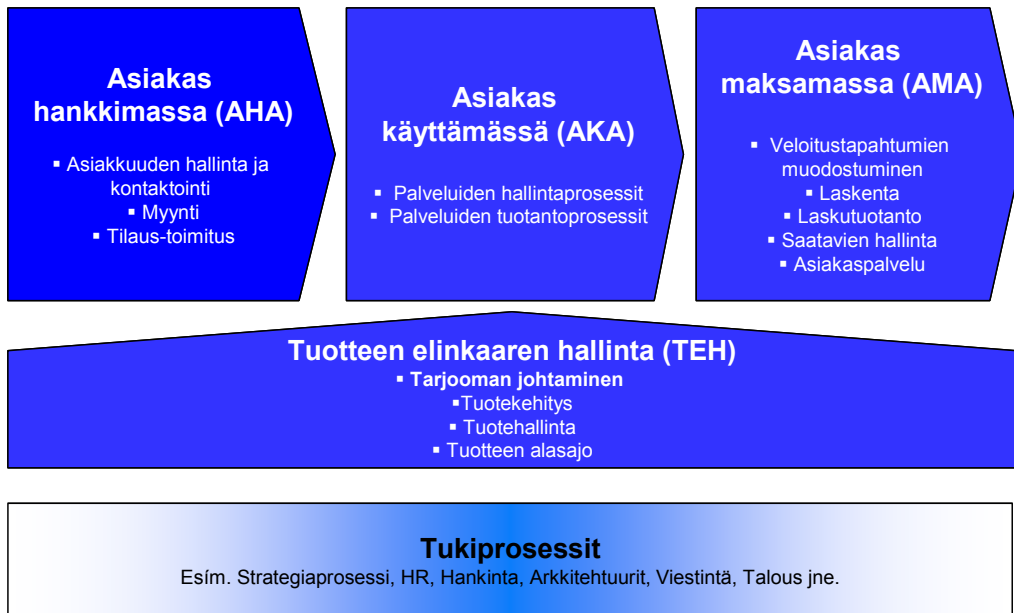 Asiakas
hankkimassa (AHA)
▪ Asiakkuuden hallinta ja
kontaktointi
▪ Myynti
▪ Tilaus-toimitus
Asiakas
käyttämässä (AKA)
▪ Palveluiden hallintaprosessit
▪ Palveluiden tuotantoprosessit
Asiakas
maksamassa (AMA)
▪ Veloitustapahtumien
muodostuminen
▪ Laskenta
▪ Laskutuotanto
▪ Saatavien hallinta
▪ Asiakaspalvelu
Tuotteen elinkaaren hallinta (TEH)
▪ Tarjooman johtaminen
▪Tuotekehitys
▪ Tuotehallinta
▪ Tuotteen alasajo
Tukiprosessit
Esím. Strategiaprosessi, HR, Hankinta, Arkkitehtuurit, Viestintä, Talous jne.